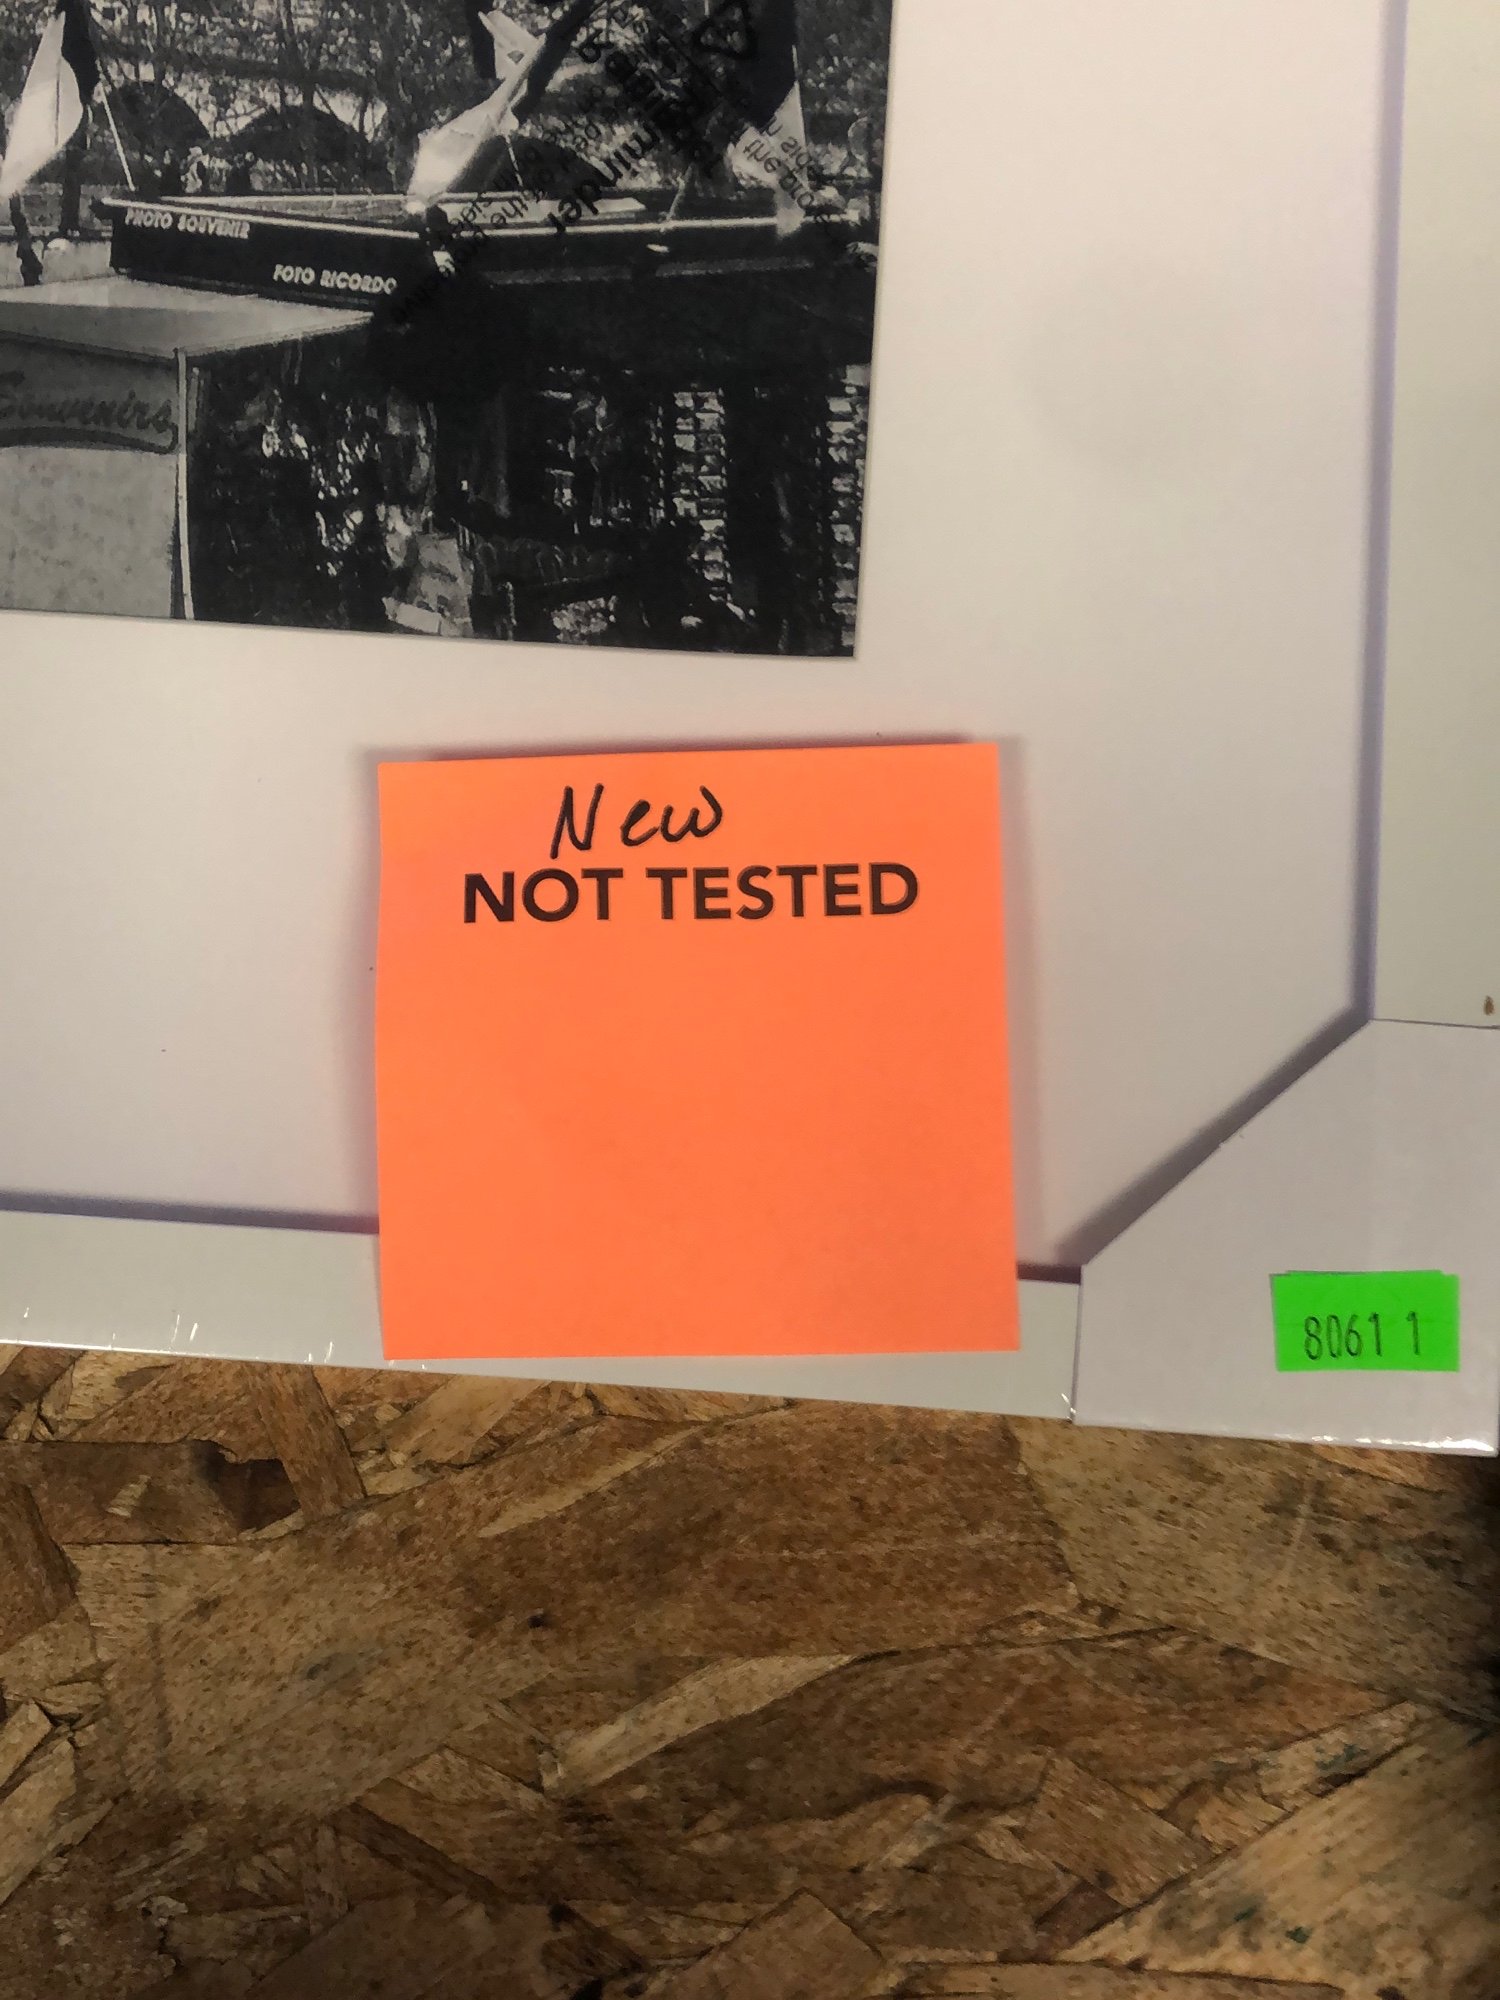 PHOTO SOUVENIR
FOTO RICORDO
Souvenirs
New
NOT TESTED
8061 1